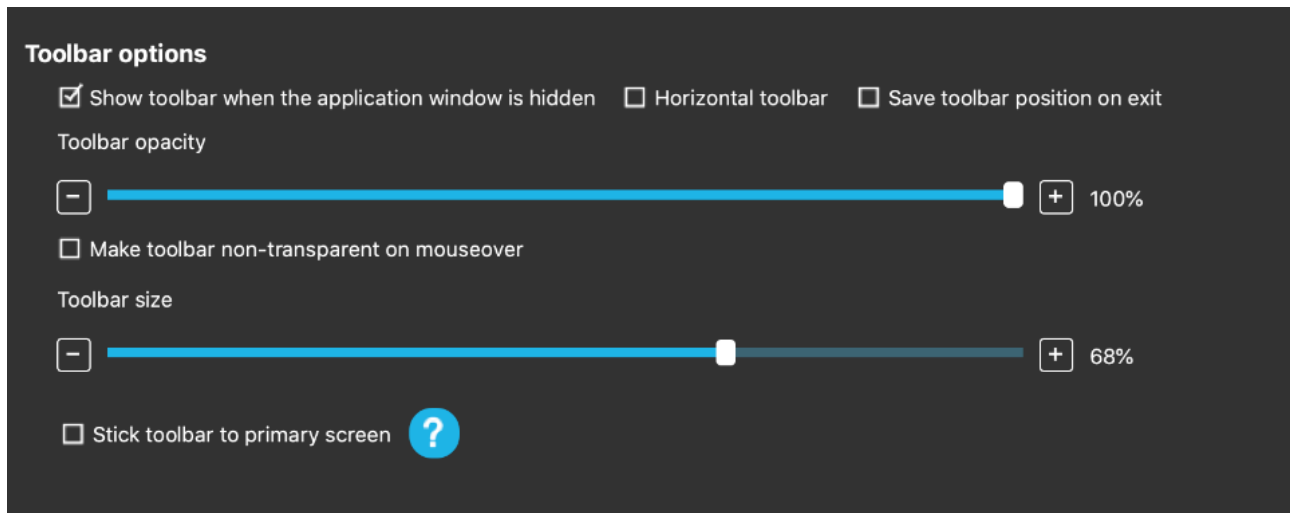 Toolbar options
Show toolbar when the application window is hidden Horizontal toolbar Save toolbar position on exit
Toolbar opacity
- + 100%
Make toolbar non-transparent on mouseover
Toolbar size
- + 68%
Stick toolbar to primary screen ?